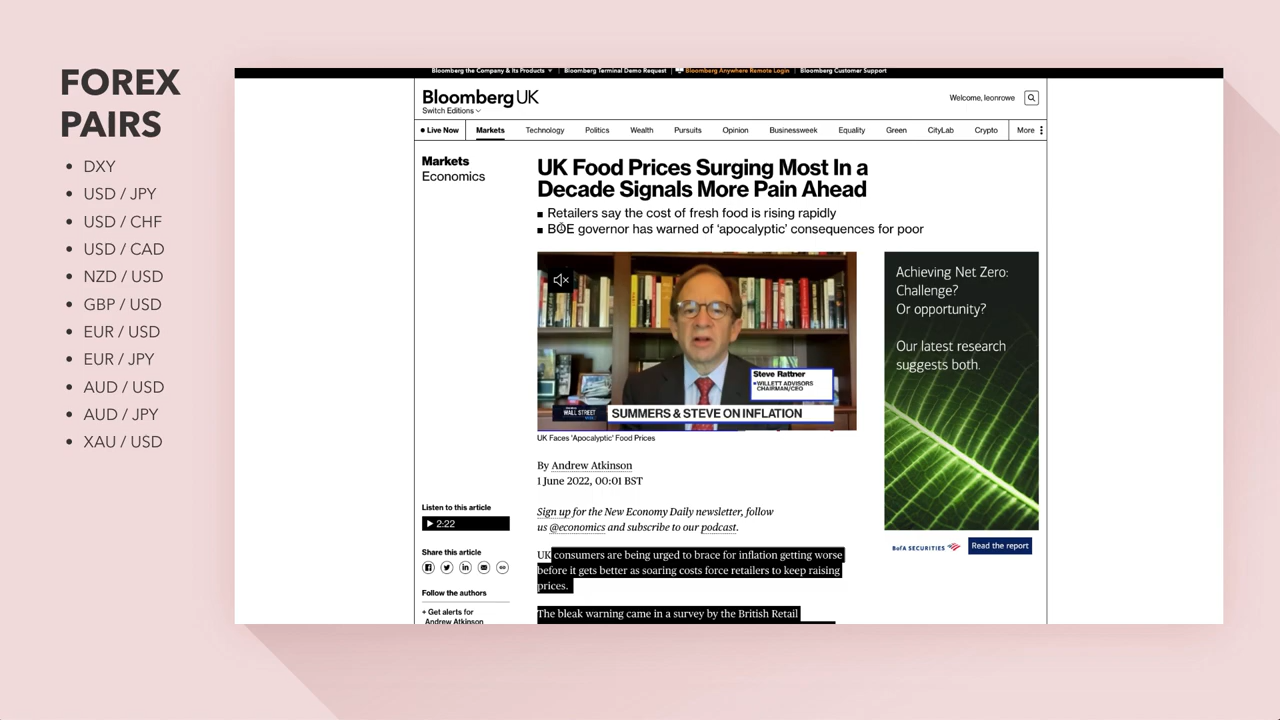 FOREX
PAIRS
DXY
USD / JPY
USD / CHF
USD / CAD
NZD / USD
GBP / USD
EUR / USD
EUR / JPY
AUD / USD
AUD / JPY
XAU / USD
Bloomberg the Company & Its Products
Bloomberg Terminal Demo Request
Bloomberg Anywhere Remote Login
Bloomberg Customer Support
Bloomberg UK
Switch Editions
Welcome, leonrowe
Live Now Markets Technology Politics Wealth Pursuits Opinion Businessweek Equality Green CityLab Crypto More
Markets
Economics
UK Food Prices Surging Most In a
Decade Signals More Pain Ahead
Retailers say the cost of fresh food is rising rapidly
BOE governor has warned of ‘apocalyptic’ consequences for poor
Steve Rattner
WILLETT ADVISORS
CHAIRMAN/CEO
WALL STREET
SUMMERS & STEVE ON INFLATION
UK Faces 'Apocalyptic' Food Prices
By Andrew Atkinson
1 June 2022, 00:01 BST
Sign up for the New Economy Daily newsletter, follow
us @economics and subscribe to our podcast.
UK consumers are being urged to brace for inflation getting worse
before it gets better as soaring costs force retailers to keep raising
prices.
The bleak warning came in a survey by the British Retail
Listen to this article
2:22
Share this article
Follow the authors
+ Get alerts for
Andrew Atkinson
Achieving Net Zero:
Challenge?
Or opportunity?
Our latest research
suggests both.
BofA SECURITIES
Read the report